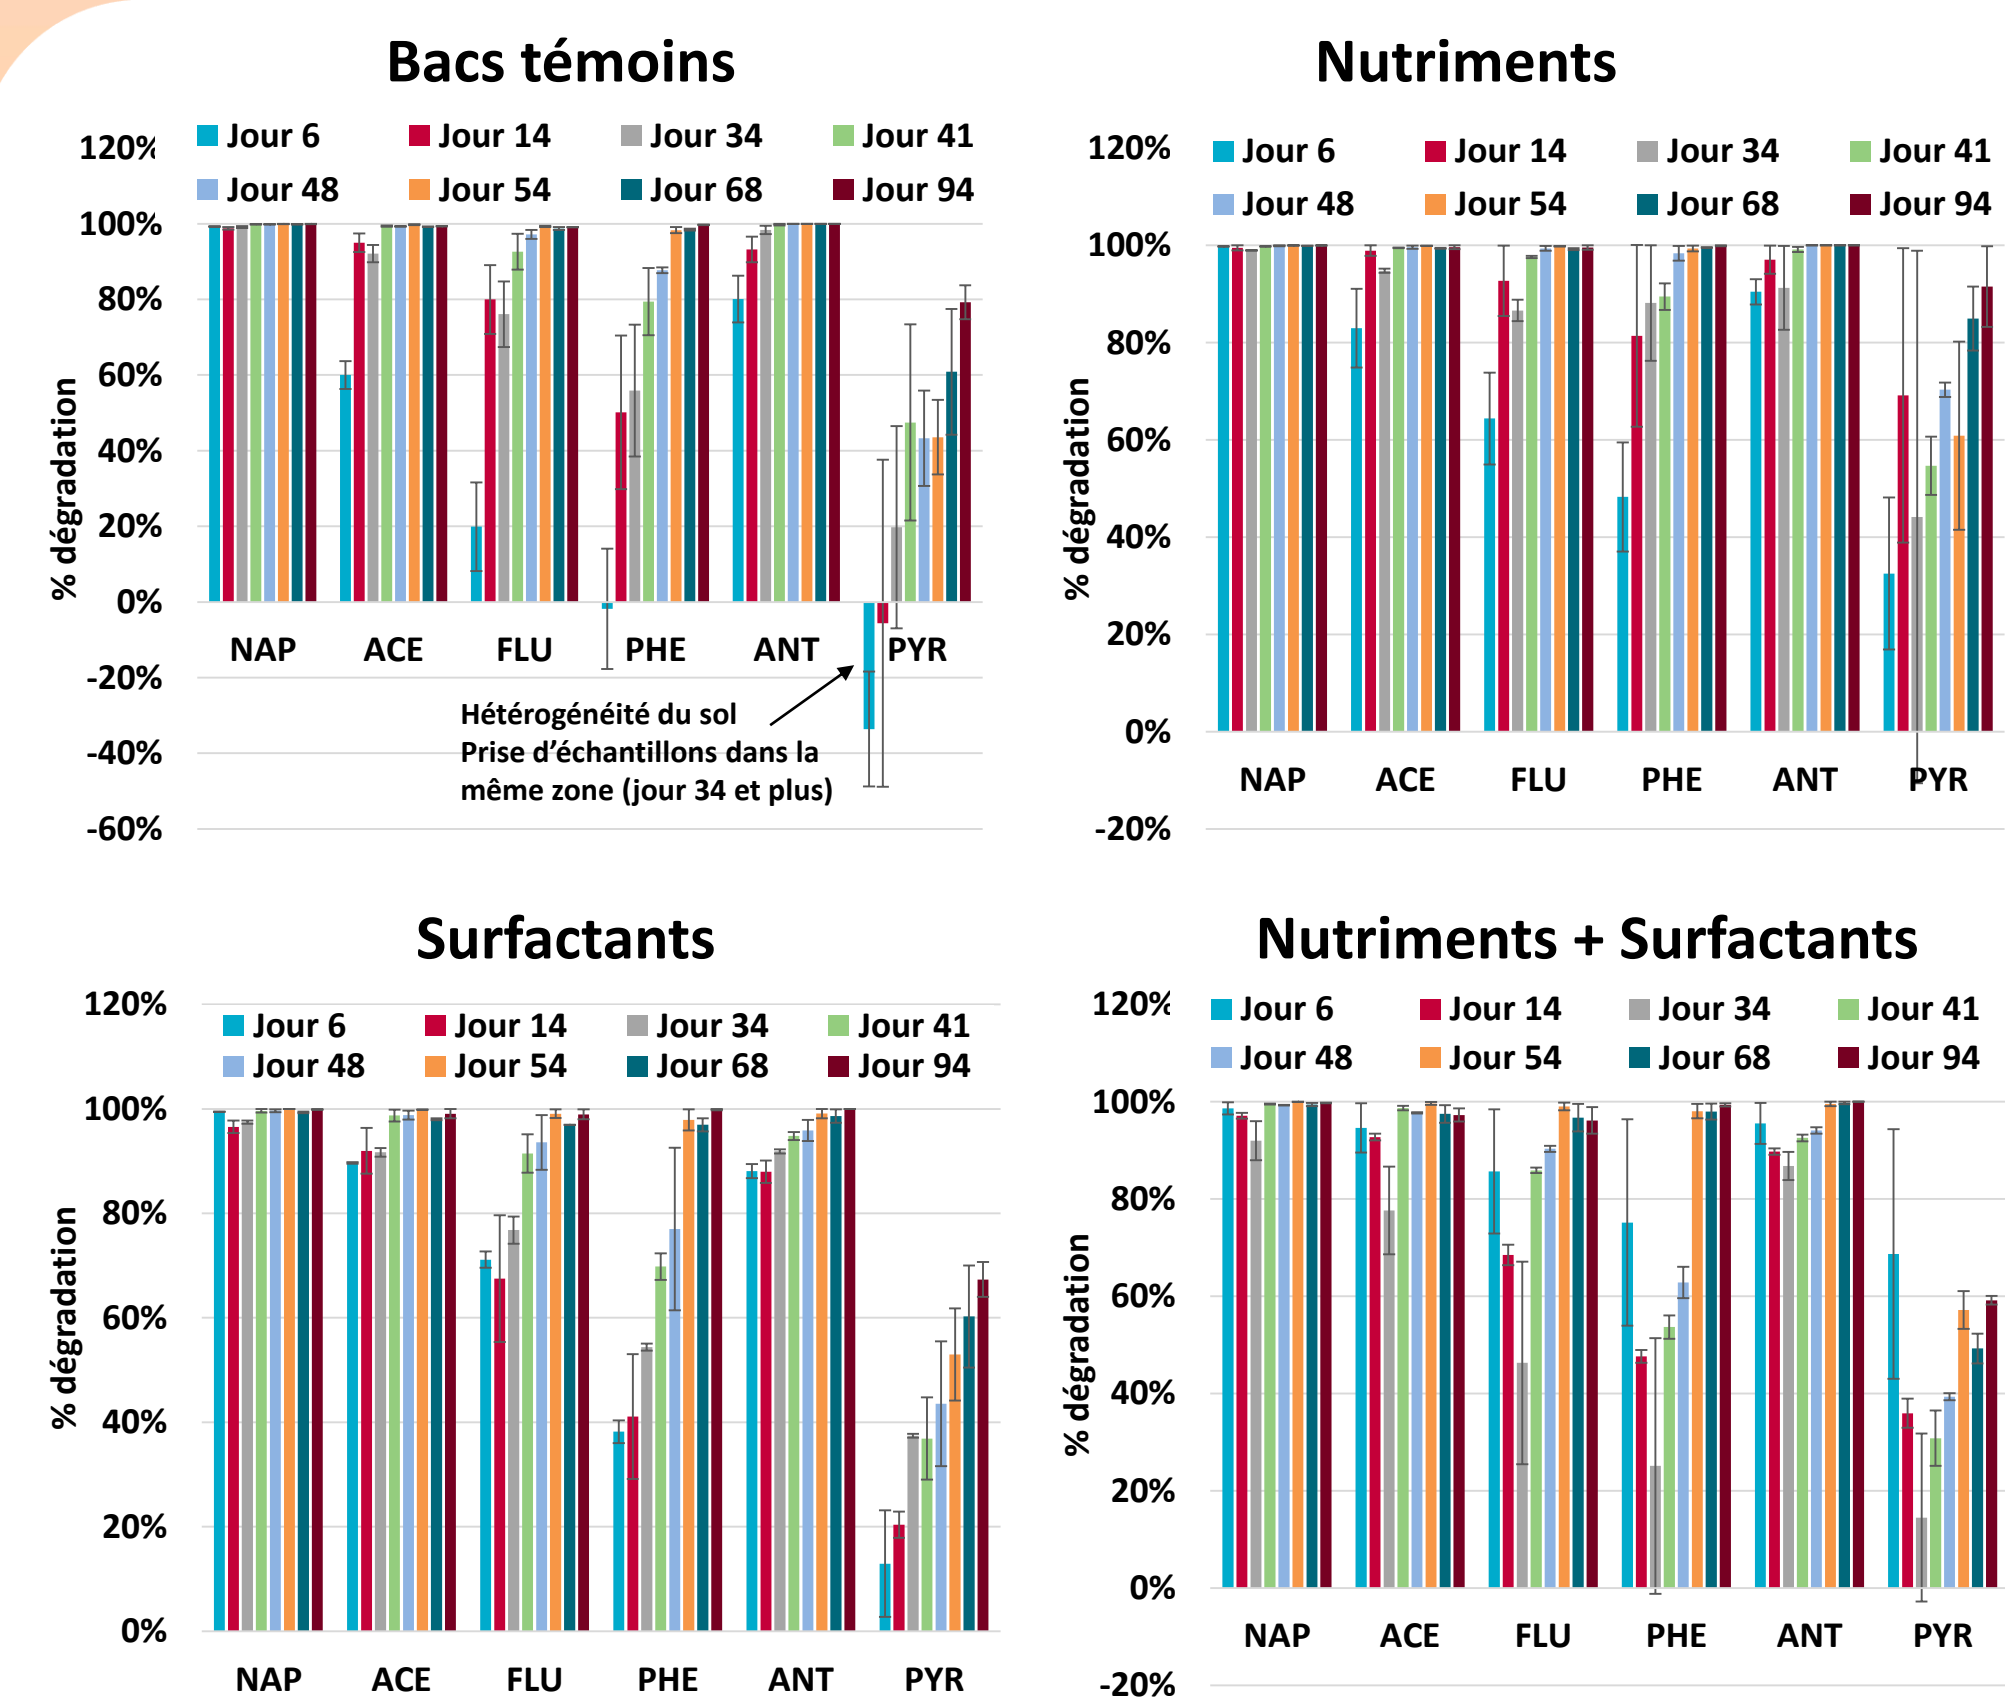 Bacs témoins
Jour 6 Jour 14 Jour 34 Jour 41
Jour 48 Jour 54 Jour 68 Jour 94
120%
100%
80%
60%
40%
20%
0%
-20%
-40%
-60%
% dégradation
NAP ACE FLU PHE ANT PYR
Hétérogénéité du sol
Prise d’échantillons dans la
même zone (jour 34 et plus)
Nutriments
Jour 6 Jour 14 Jour 34 Jour 41
Jour 48 Jour 54 Jour 68 Jour 94
120%
100%
80%
60%
40%
20%
0%
-20%
% dégradation
NAP ACE FLU PHE ANT PYR
Surfactants
Jour 6 Jour 14 Jour 34 Jour 41
Jour 48 Jour 54 Jour 68 Jour 94
120%
100%
80%
60%
40%
20%
0%
% dégradation
NAP ACE FLU PHE ANT PYR
Nutriments + Surfactants
Jour 6 Jour 14 Jour 34 Jour 41
Jour 48 Jour 54 Jour 68 Jour 94
120%
100%
80%
60%
40%
20%
0%
-20%
% dégradation
NAP ACE FLU PHE ANT PYR